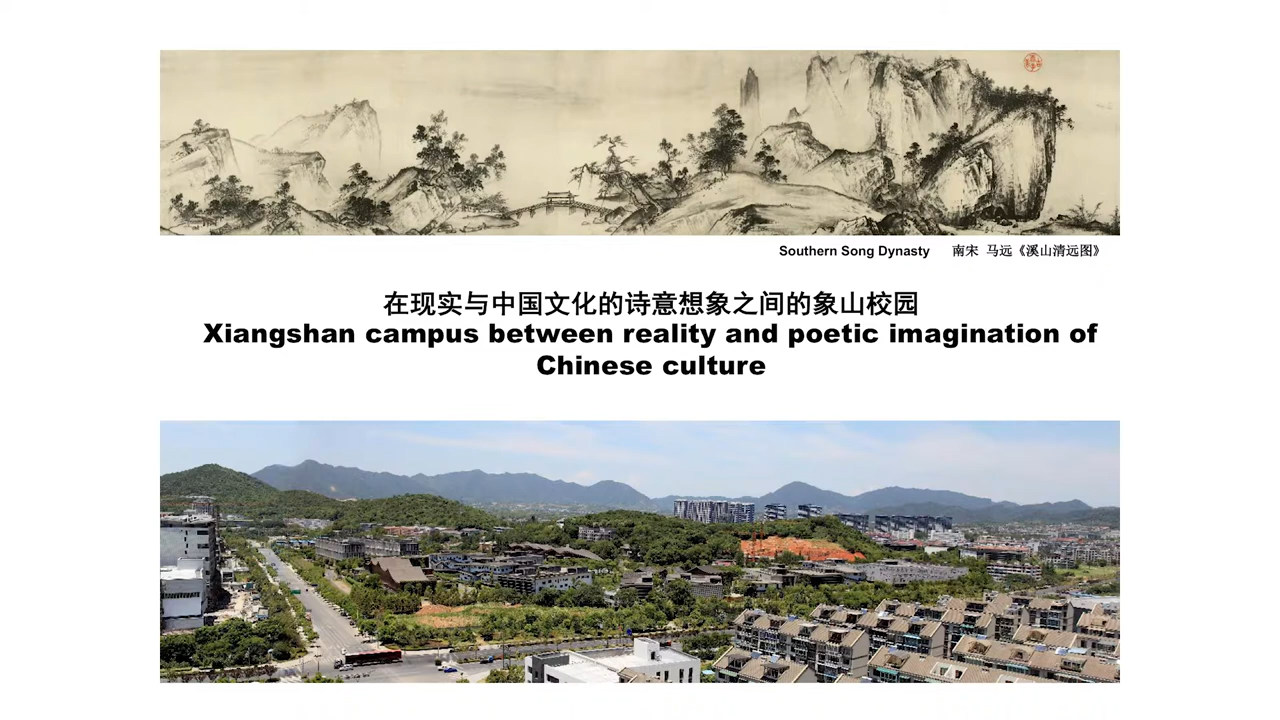 Southern Song Dynasty 南宋 马远《溪山清远图》
在现实与中国文化的诗意想象之间的象山校园
Xiangshan campus between reality and poetic imagination of
Chinese culture